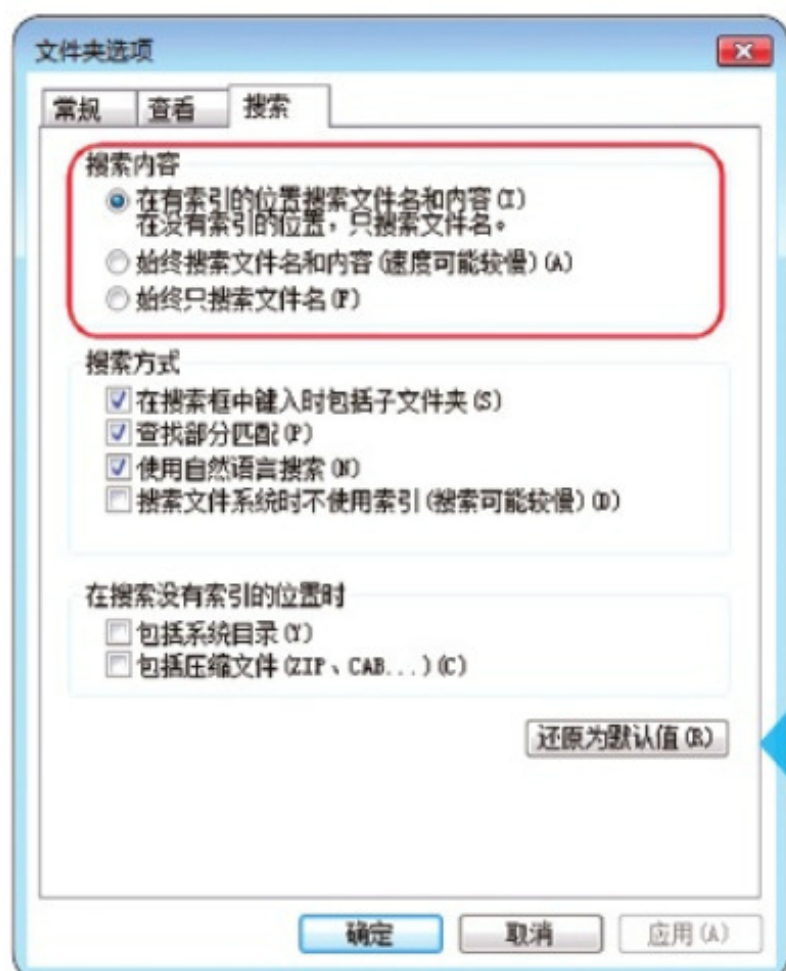 文件夹选项
常规 查看 搜索
搜索内容
在有索引的位置搜索文件名和内容(I)
在没有索引的位置，只搜索文件名。
始终搜索文件名和内容(速度可能较慢)(A)
始终只搜索文件名(F)
搜索方式
在搜索框中键入时包括子文件夹(S)
查找部分匹配(P)
使用自然语言搜索(N)
搜索文件系统时不使用索引(搜索可能较慢)(D)
在搜索没有索引的位置时
包括系统目录(Y)
包括压缩文件(ZIP、CAB...)(C)
还原为默认值(R)
确定 取消 应用(A)